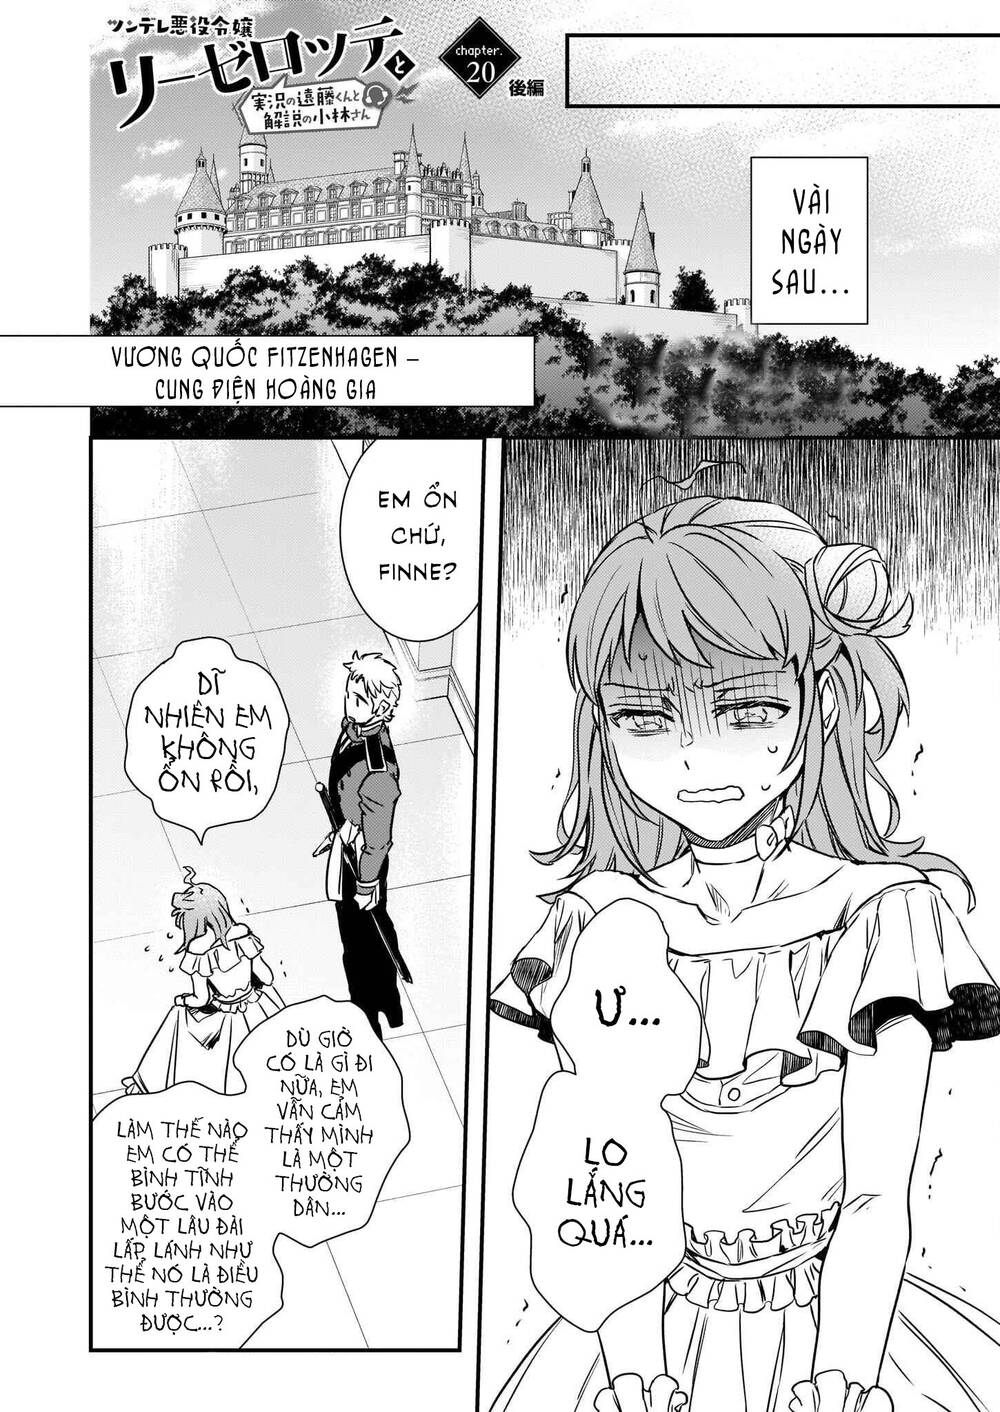 ツンデレ悪役令嬢
リーゼロッテと
実況の遠藤くんと
解説の小林さん
chapter.
20
後編
VÀI
NGÀY
SAU...
VƯƠNG QUỐC FITZENHAGEN –
CUNG ĐIỆN HOÀNG GIA
Ư...
LO
LẮNG
QUÁ...
EM ỔN
CHỨ,
FINNE?
DĨ
NHIÊN EM
KHÔNG
ỔN RỒI,
DÙ GIỜ
CÓ LÀ GÌ ĐI
NỮA, EM
VẪN CẢM
THẤY MÌNH
LÀ MỘT
THƯỜNG
DÂN...
LÀM THẾ NÀO
EM CÓ THỂ
BÌNH TĨNH
BƯỚC VÀO
MỘT LÂU ĐÀI
LẤP LÁNH NHƯ
THỂ NÓ LÀ ĐIỀU
BÌNH THƯỜNG
ĐƯỢC...?